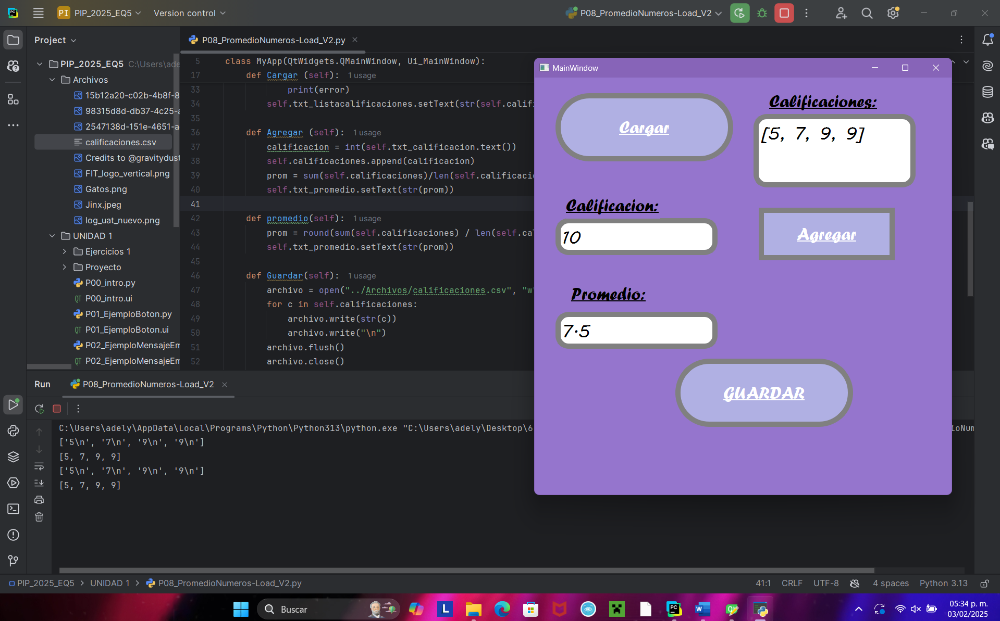 PI PIP_2025_EQ5 Version control P08_PromedioNumeros-Load_V2
Project
P08_PromedioNumeros-Load_V2.py
PIP_2025_EQ5 C:\Users\ade
Archivos
15b12a20-c02b-4b8f-8
98315d8d-db37-4c25-a
2547138d-151e-4651-a
calificaciones.csv
Credits to @gravitydust
FIT_logo_vertical.png
Gatos.png
Jinx.jpeg
log_uat_nuevo.png
UNIDAD 1
Ejercicios 1
Proyecto
P00_intro.py
P00_intro.ui
P01_EjemploBoton.py
P01_EjemploBoton.ui
P02_EjemploMensajeEm
P02_EjemploMensajeEm
5 class MyApp(QtWidgets.QMainWindow, Ui_MainWindow):
17 def Cargar (self): 1 usage
33 print(error)
34 self.txt_listacalificaciones.setText(str(self.calif
35
36 def Agregar (self): 1 usage
37 calificacion = int(self.txt_calificacion.text())
38 self.calificaciones.append(calificacion)
39 prom = sum(self.calificaciones)/len(self.calificaci
40 self.txt_promedio.setText(str(prom))
41
42 def promedio(self): 1 usage
43 prom = round(sum(self.calificaciones) / len(self.ca
44 self.txt_promedio.setText(str(prom))
45
46 def Guardar(self): 1 usage
47 archivo = open("../Archivos/calificaciones.csv", "w"
48 for c in self.calificaciones:
49 archivo.write(str(c))
50 archivo.write("\n")
51 archivo.flush()
52 archivo.close()
MainWindow
Cargar
Calificaciones:
[5, 7, 9, 9]
Calificacion:
10
Agregar
Promedio:
7.5
GUARDAR
Run P08_PromedioNumeros-Load_V2
C:\Users\adely\AppData\Local\Programs\Python\Python313\python.exe "C:\Users\adely\Desktop\6 ioNum
['5\n', '7\n', '9\n', '9\n']
[5, 7, 9, 9]
['5\n', '7\n', '9\n', '9\n']
[5, 7, 9, 9]
PIP_2025_EQ5 > UNIDAD 1 > P08_PromedioNumeros-Load_V2.py 41:1 CRLF UTF-8 4 spaces Python 3.13
Buscar
05:34 p. m.
03/02/2025